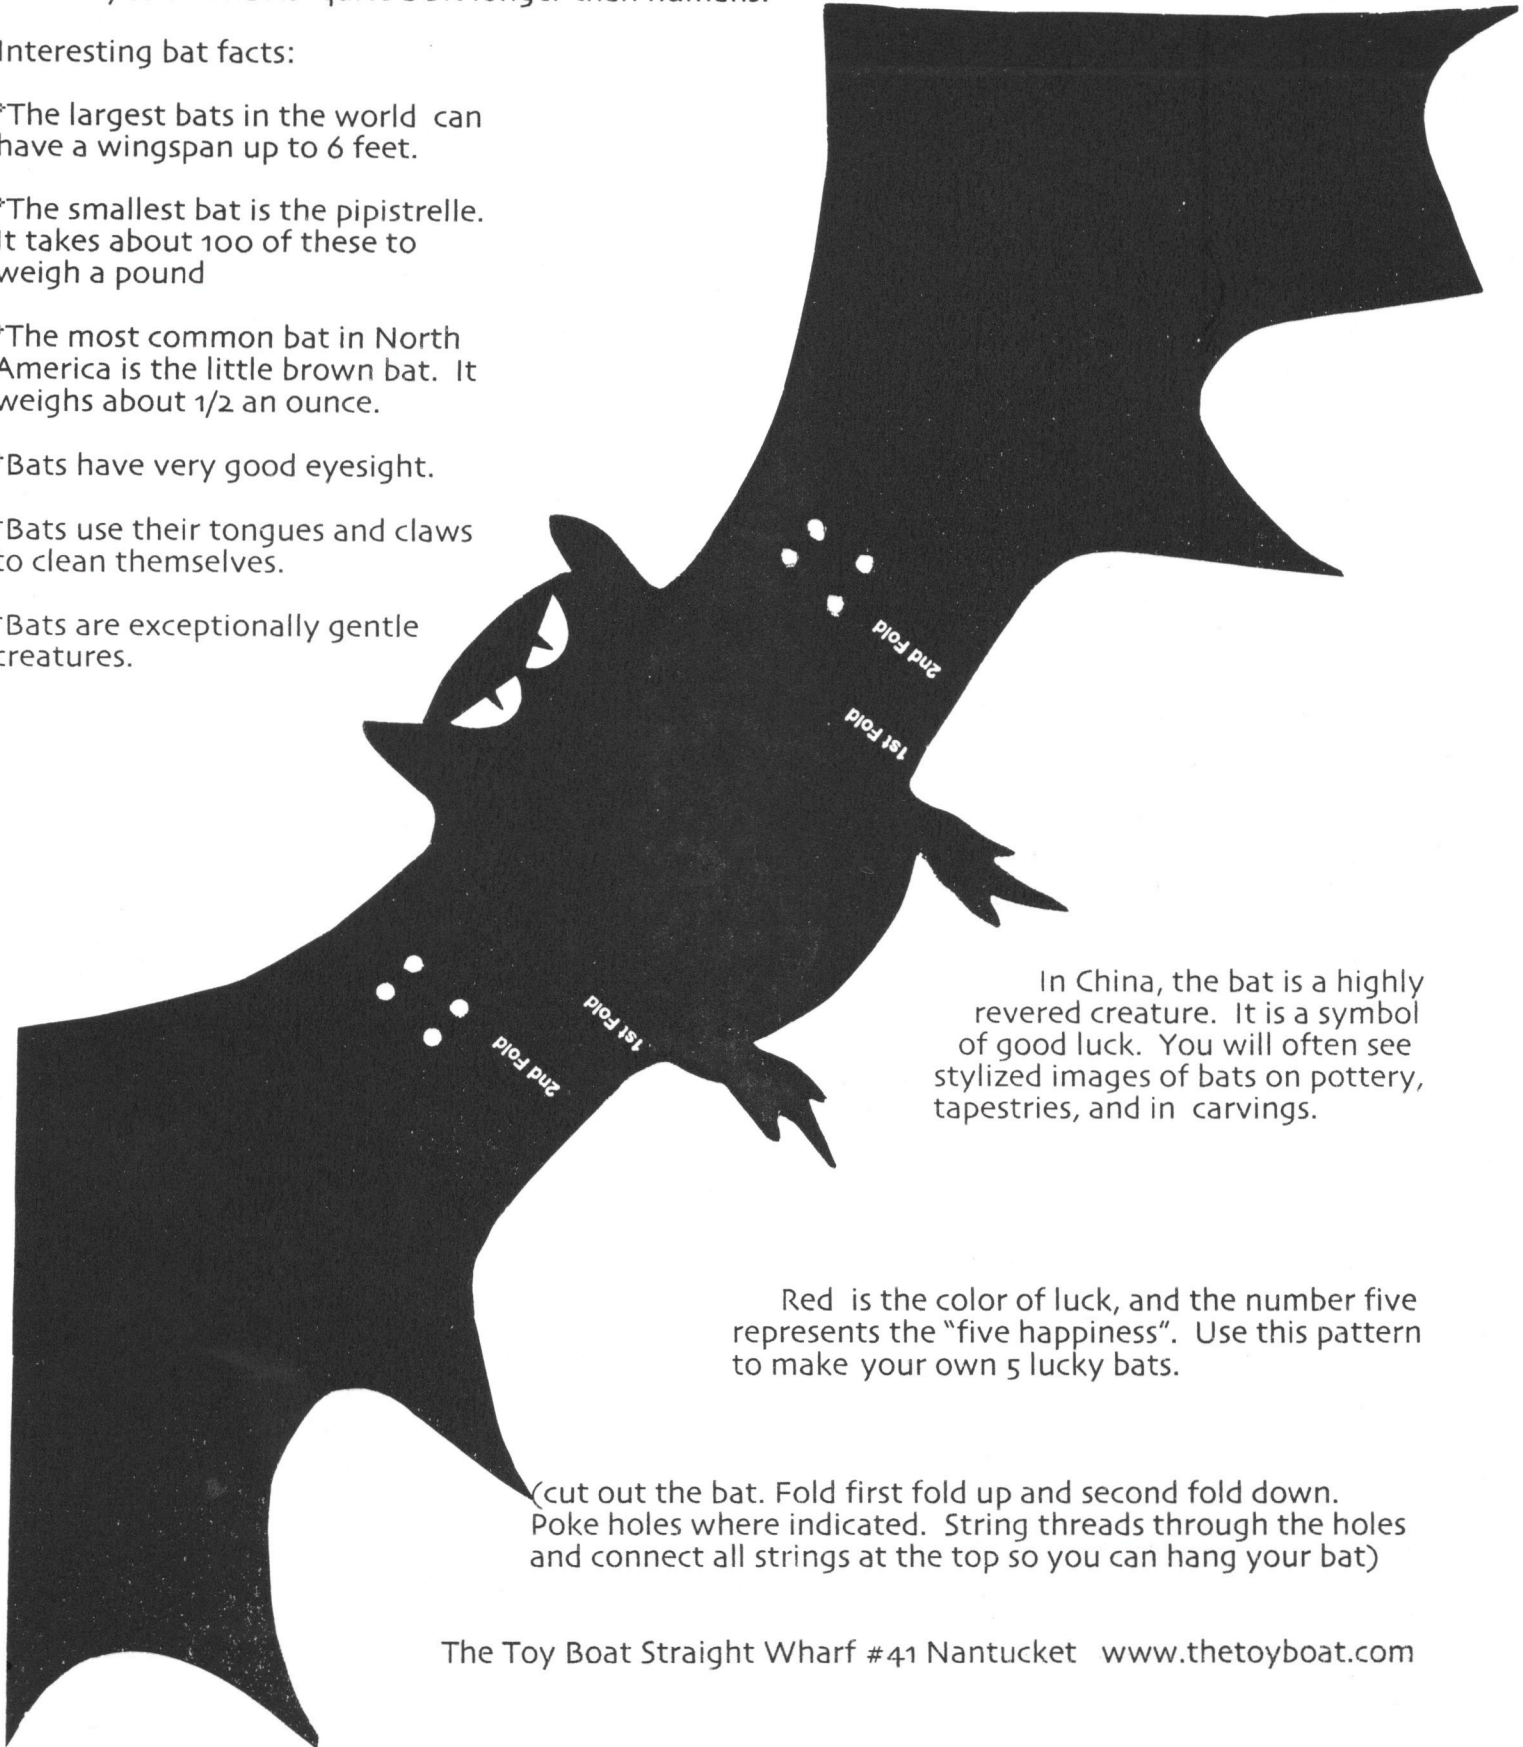 quite a bit longer humans.
Interesting bat facts:
*The largest bats in the world can
have a wingspan up to 6 feet.
*The smallest bat is the pipistrelle.
It takes about 100 of these to
weigh a pound
*The most common bat in North
America is the little brown bat. It
weighs about 1/2 an ounce.
*Bats have very good eyesight.
*Bats use their tongues and claws
to clean themselves.
*Bats are exceptionally gentle
creatures.
2nd Fold
1st Fold
1st Fold
2nd Fold
In China, the bat is a highly
revered creature. It is a symbol
of good luck. You will often see
stylized images of bats on pottery,
tapestries, and in carvings.
Red is the color of luck, and the number five
represents the "five happiness". Use this pattern
to make your own 5 lucky bats.
(cut out the bat. Fold first fold up and second fold down.
Poke holes where indicated. String threads through the holes
and connect all strings at the top so you can hang your bat)
The Toy Boat Straight Wharf #41 Nantucket www.thetoyboat.com